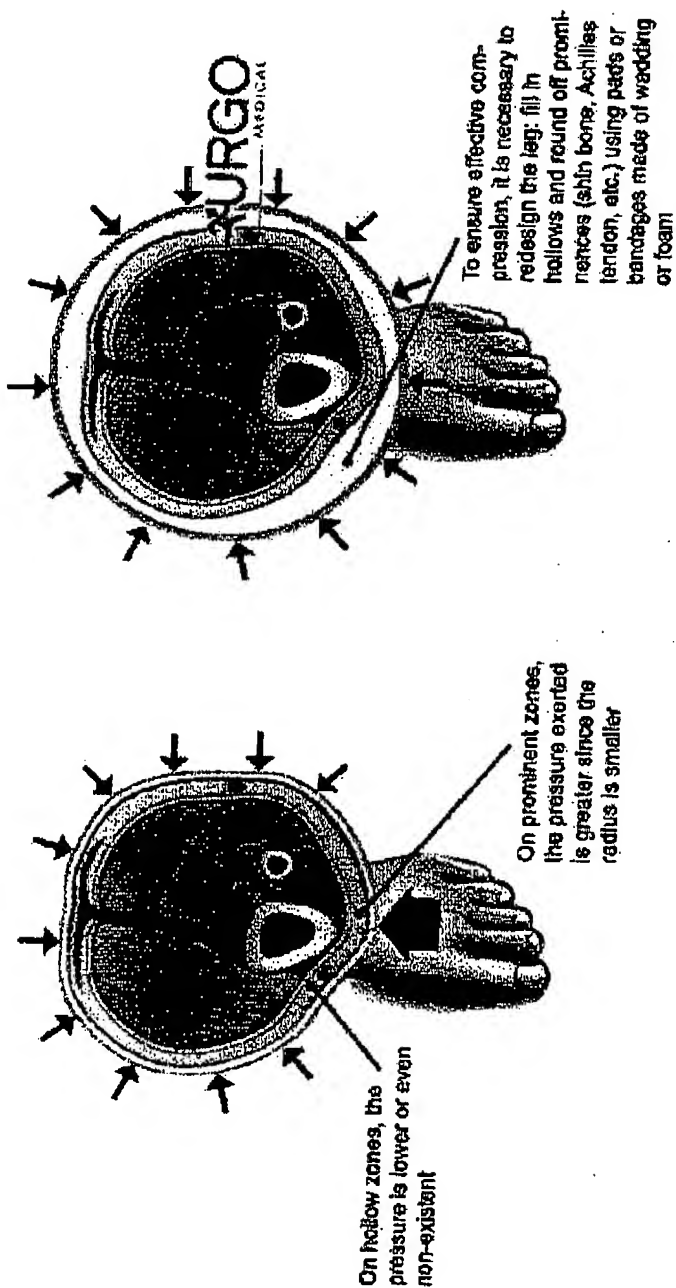 URGO
MEDICAL
To ensure effective com-
pression, it is necessary to
redesign the leg: fill in
hollows and round off promi-
nences (shin bone, Achilles
tendon, etc.) using pads or
bandages made of wadding
or foam
On prominent zones,
the pressure exerted
is greater since the
radius is smaller
On hollow zones, the
pressure is lower or even
non-existent